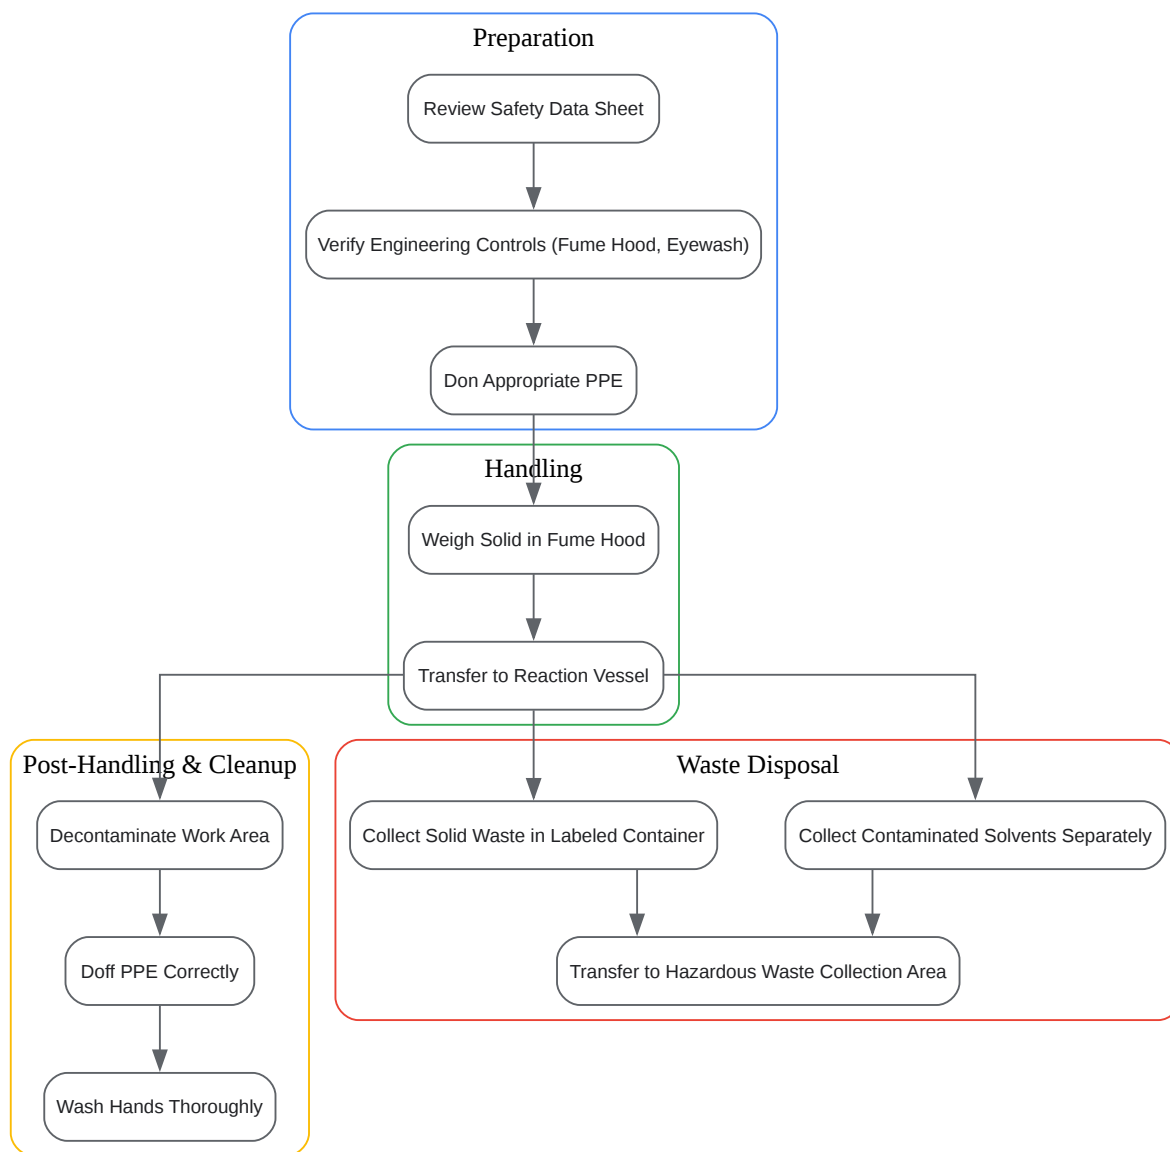 Preparation
Review Safety Data Sheet
Verify Engineering Controls (Fume Hood, Eyewash)
Don Appropriate PPE
Handling
Weigh Solid in Fume Hood
Transfer to Reaction Vessel
Post-Handling & Cleanup
Decontaminate Work Area
Doff PPE Correctly
Wash Hands Thoroughly
Waste Disposal
Collect Solid Waste in Labeled Container
Collect Contaminated Solvents Separately
Transfer to Hazardous Waste Collection Area